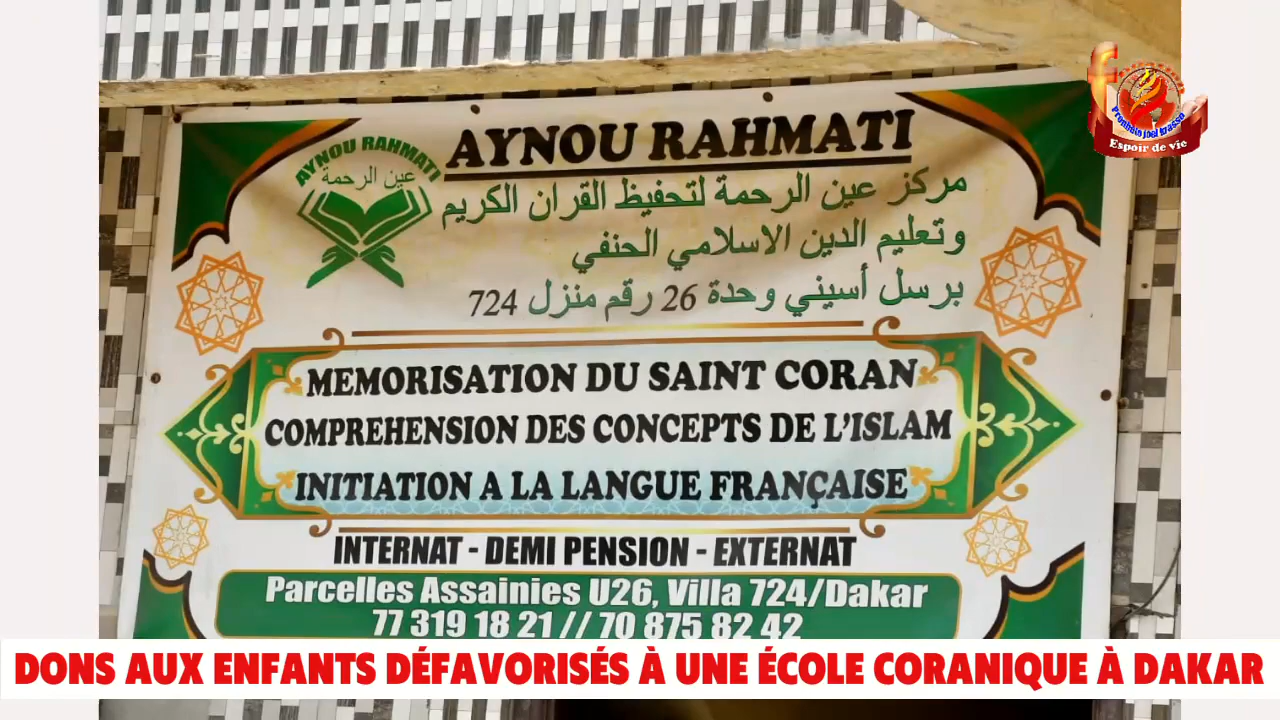 AYNOU RAHMATI
AYNOU RAHMATI
عين الرحمة
مركز عين الرحمة لتحفيظ القران الكريم
وتعليم الدين الاسلامي الحنفي
برسل أسيني وحدة 26 رقم منزل 724
MEMORISATION DU SAINT CORAN
COMPREHENSION DES CONCEPTS DE L'ISLAM
INITIATION A LA LANGUE FRANÇAISE
INTERNAT - DEMI PENSION - EXTERNAT
Parcelles Assainies U26, Villa 724/Dakar
77 319 18 21 // 70 875 82 42
Espoir de vie
DONS AUX ENFANTS DÉFAVORISÉS À UNE ÉCOLE CORANIQUE À DAKAR